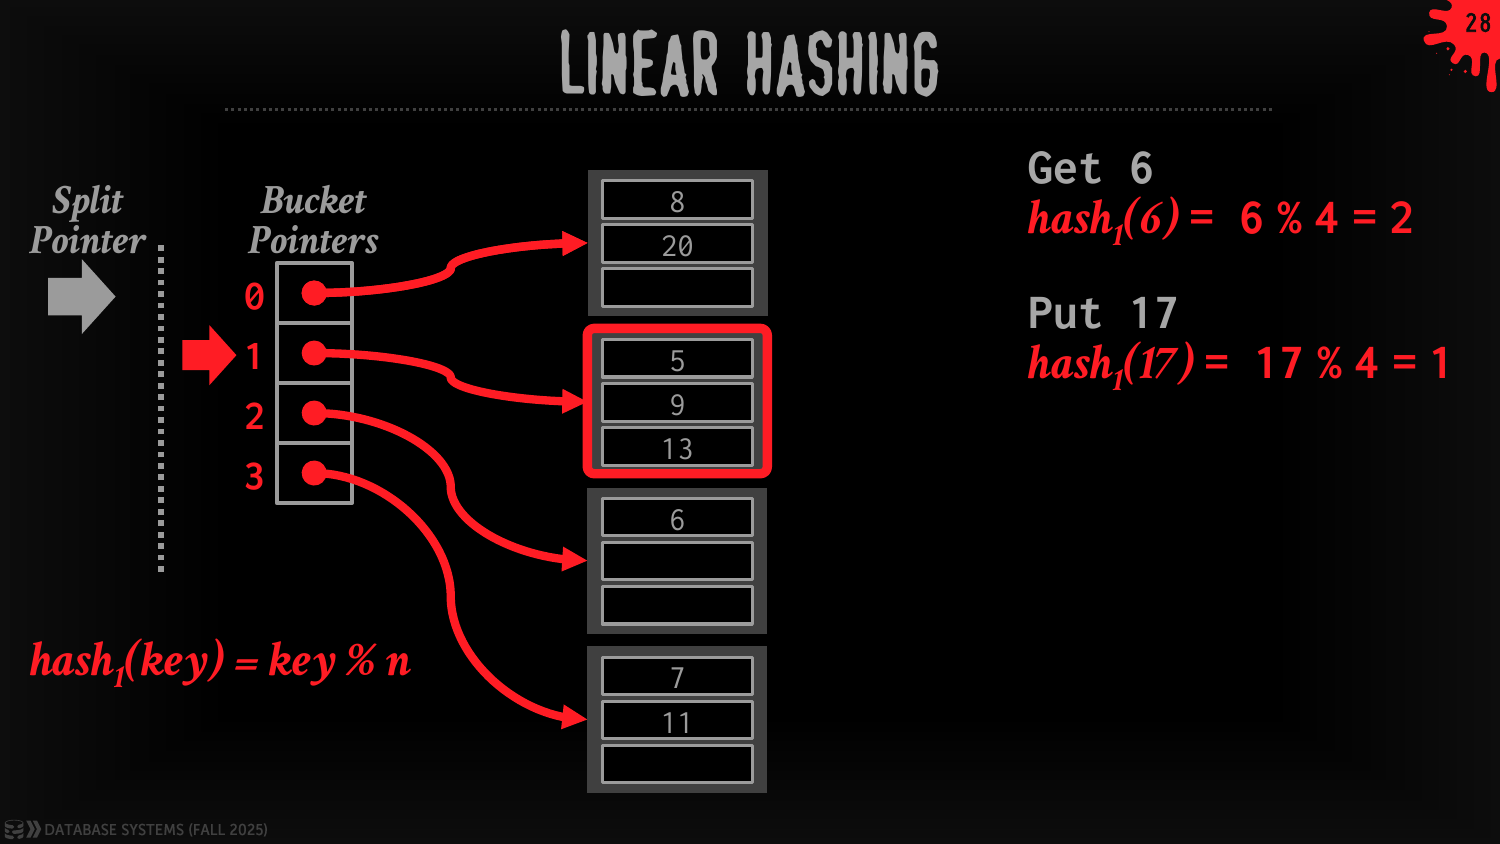 LINEAR HASHING
28
Split
Pointer
Bucket
Pointers
0
1
2
3
8
20
5
9
13
6
7
11
Get 6
hash₁(6) = 6 % 4 = 2
Put 17
hash₁(17) = 17 % 4 = 1
hash₁(key) = key % n
DATABASE SYSTEMS (FALL 2025)